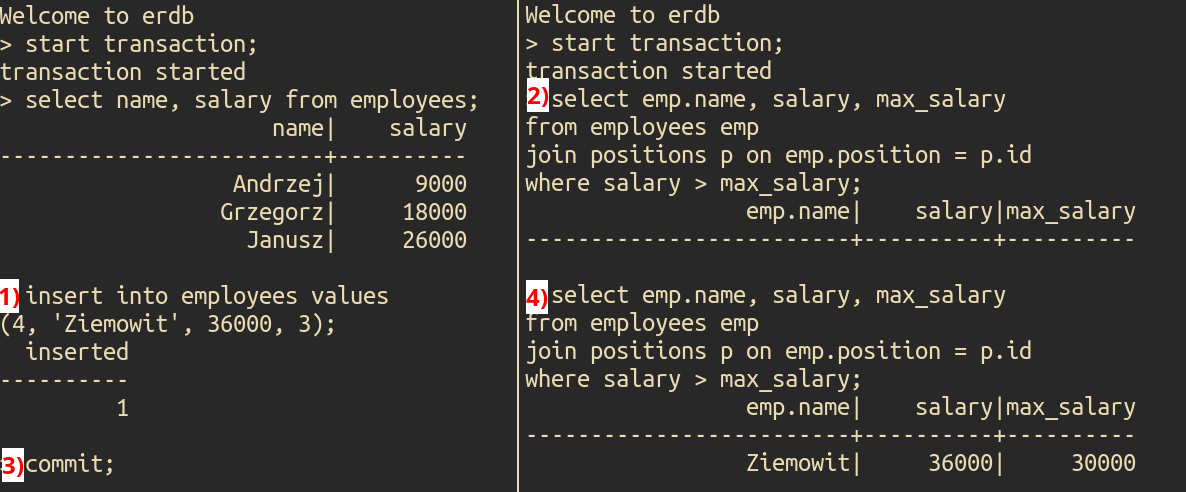 Welcome to erdb
> start transaction;
transaction started
> select name, salary from employees;
name| salary
-------------------------+----------
Andrzej| 9000
Grzegorz| 18000
Janusz| 26000
1) insert into employees values
(4, 'Ziemowit', 36000, 3);
inserted
----------
1
3) commit;
Welcome to erdb
> start transaction;
transaction started
2) select emp.name, salary, max_salary
from employees emp
join positions p on emp.position = p.id
where salary > max_salary;
emp.name| salary|max_salary
-------------------------+----------+----------
4) select emp.name, salary, max_salary
from employees emp
join positions p on emp.position = p.id
where salary > max_salary;
emp.name| salary|max_salary
-------------------------+----------+----------
Ziemowit| 36000| 30000